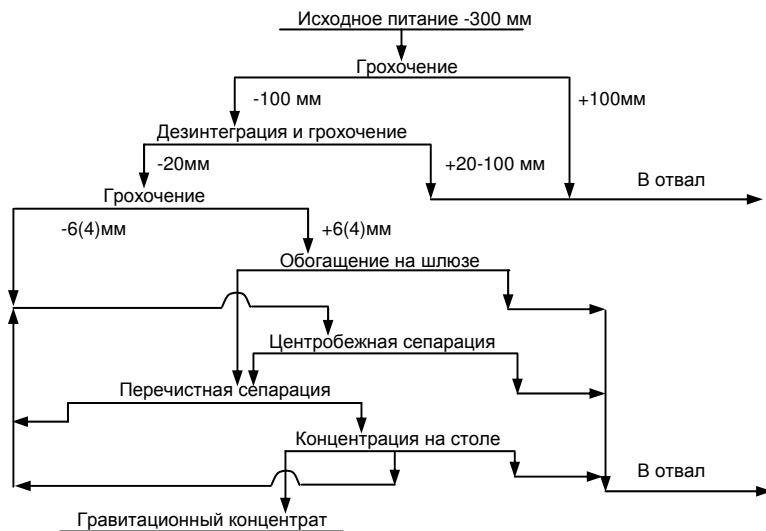 Исходное питание -300 мм
Грохочение
-100 мм
+100мм
Дезинтеграция и грохочение
-20мм
+20-100 мм
В отвал
Грохочение
-6(4)мм
+6(4)мм
Обогащение на шлюзе
Центробежная сепарация
Перечистная сепарация
Концентрация на столе
В отвал
Гравитационный концентрат